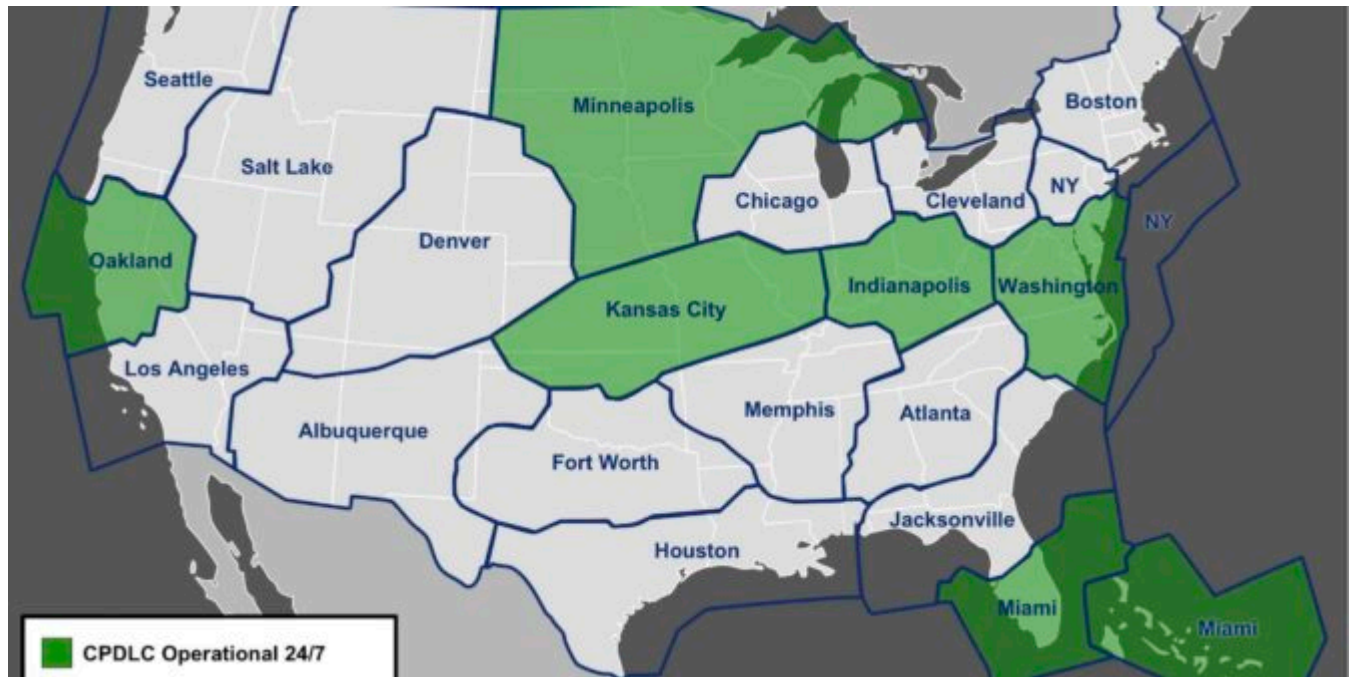 Seattle
Minneapolis
Boston
Salt Lake
Chicago
Cleveland
NY
NY
Denver
Oakland
Indianapolis
Washington
Kansas City
Los Angeles
Memphis
Atlanta
Albuquerque
Fort Worth
Jacksonville
Houston
Miami
Miami
CPDLC Operational 24/7